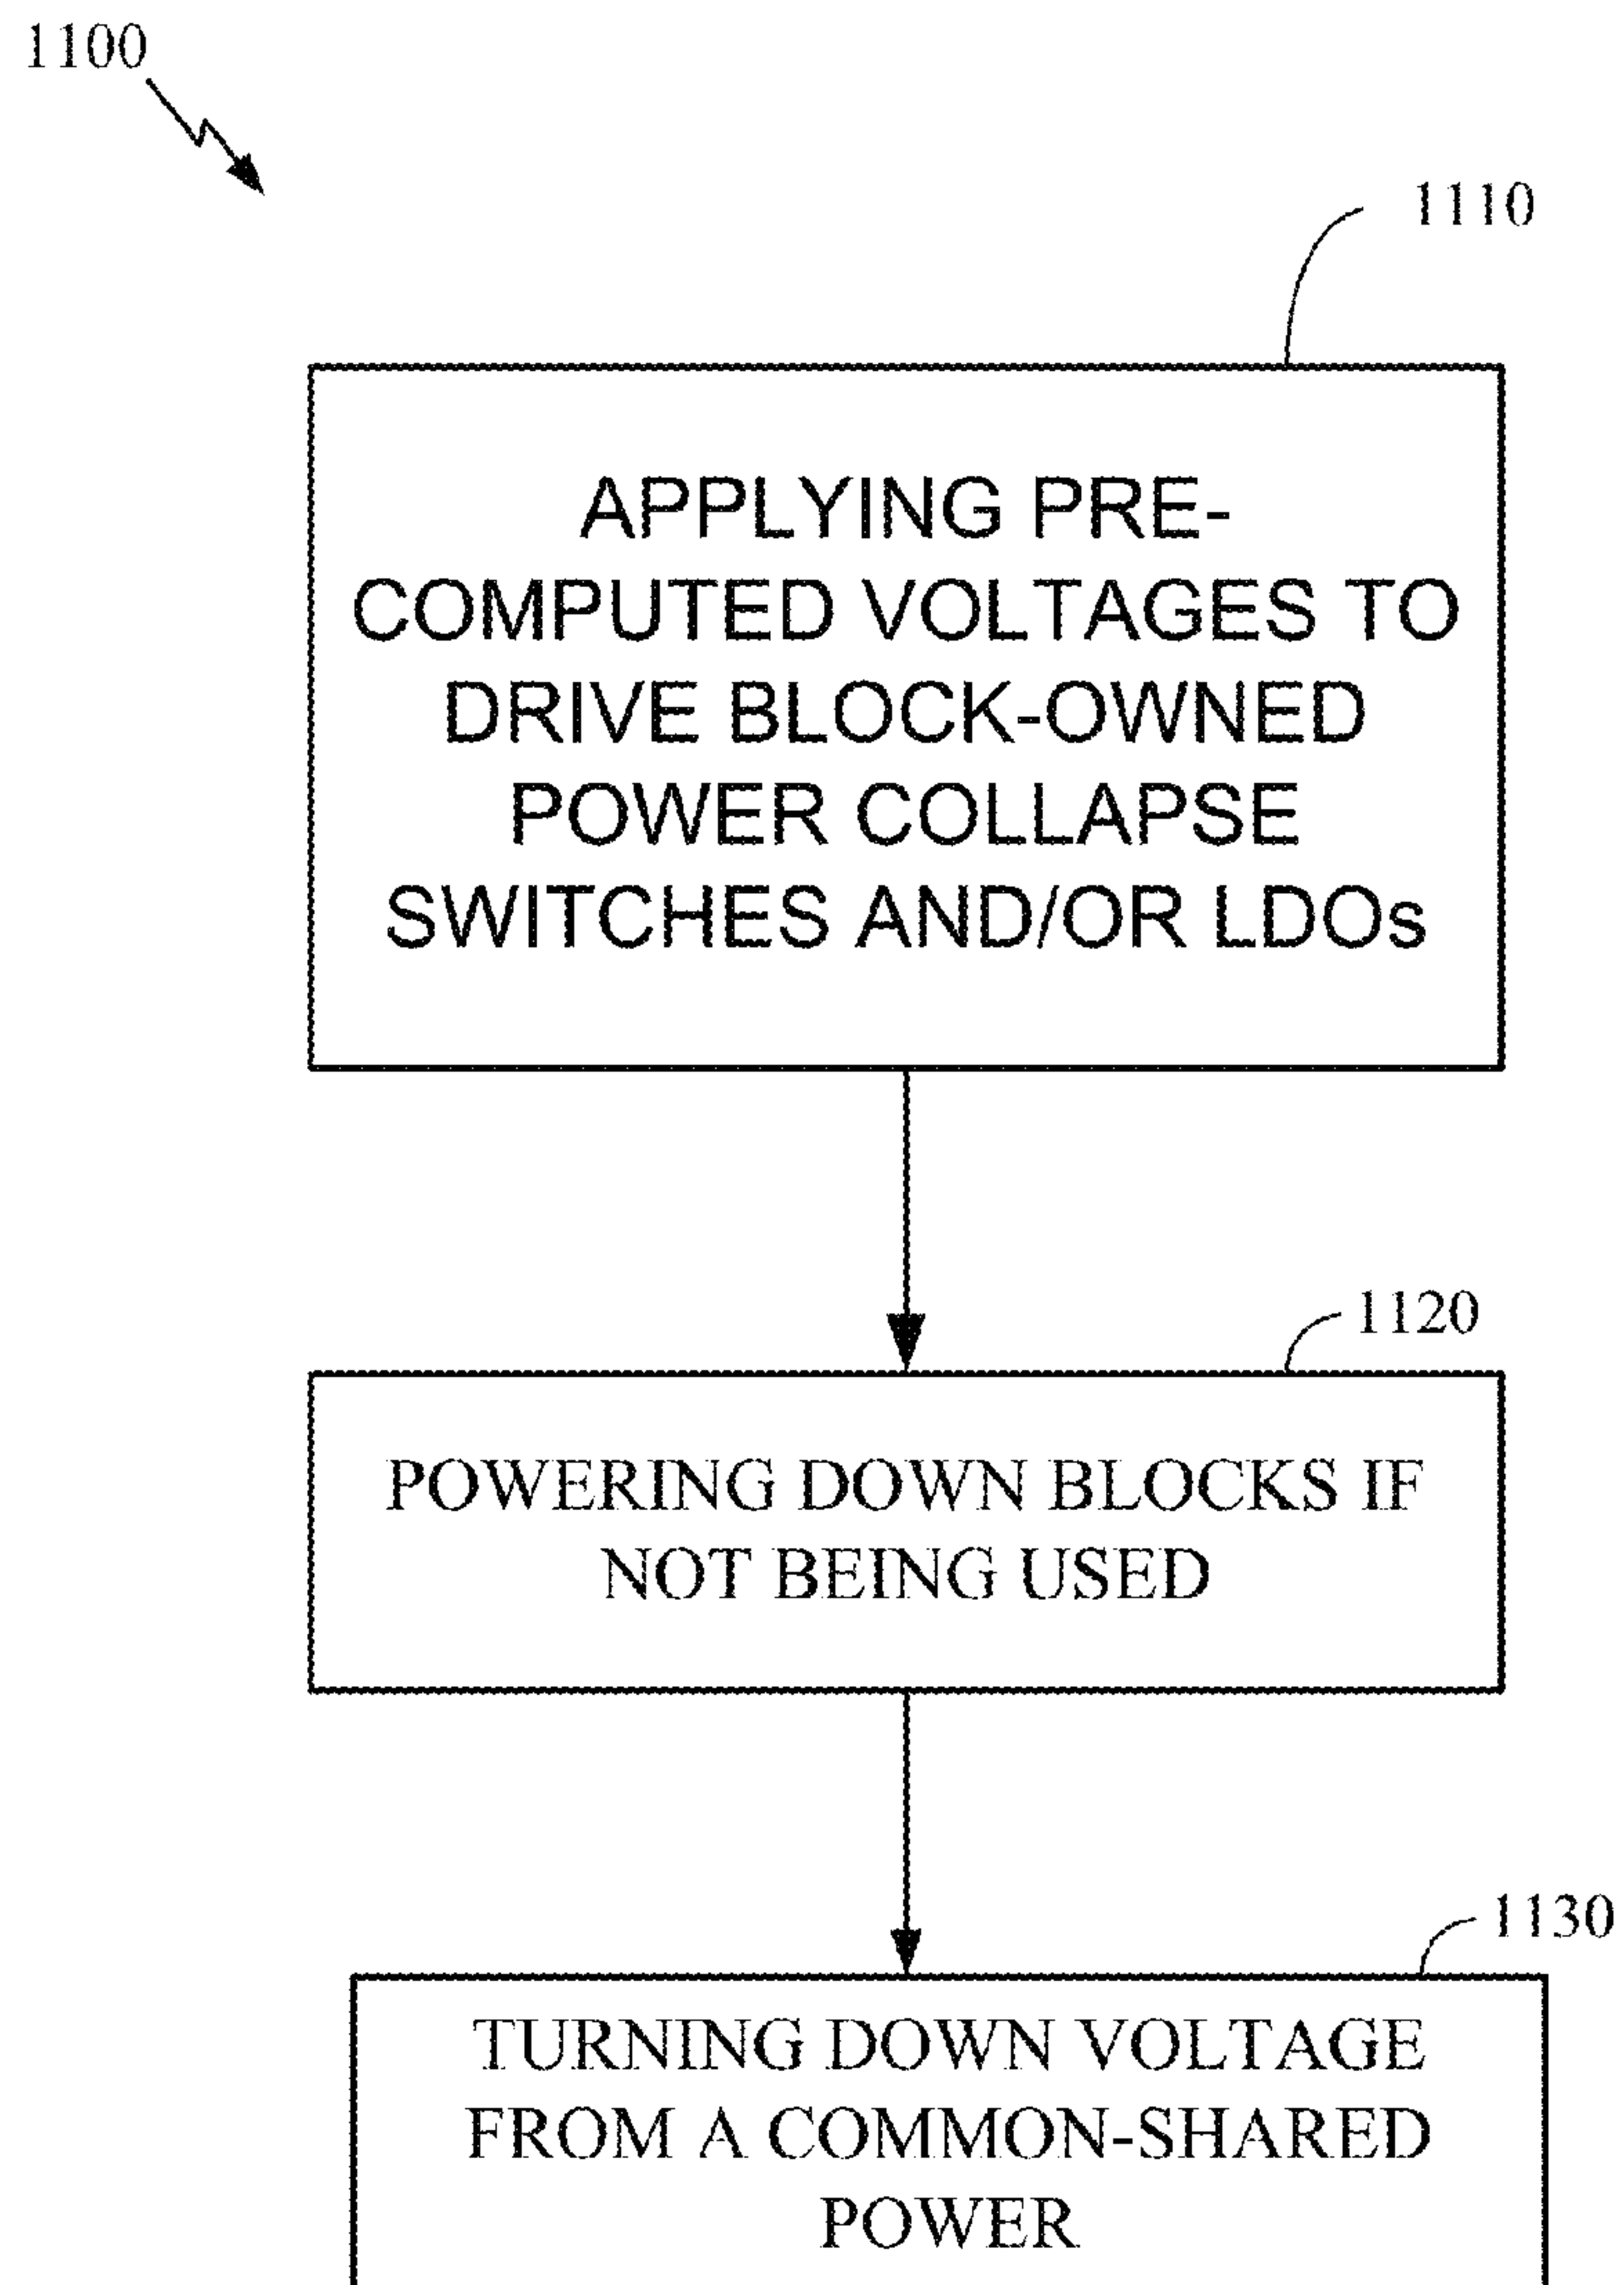 1100
1110
APPLYING PRE-
COMPUTED VOLTAGES TO
DRIVE BLOCK-OWNED
POWER COLLAPSE
SWITCHES AND/OR LDOs
1120
POWERING DOWN BLOCKS IF
NOT BEING USED
1130
TURNING DOWN VOLTAGE
FROM A COMMON-SHARED
POWER